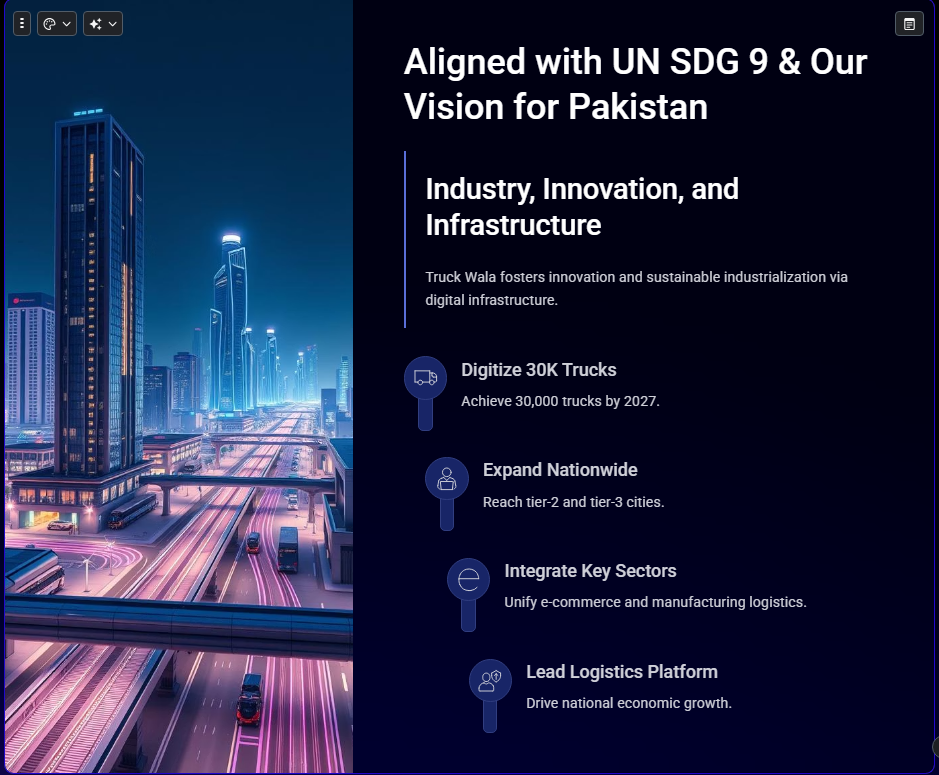 Aligned with UN SDG 9 & Our
Vision for Pakistan
Industry, Innovation, and
Infrastructure
Truck Wala fosters innovation and sustainable industrialization via
digital infrastructure.
Digitize 30K Trucks
Achieve 30,000 trucks by 2027.
Expand Nationwide
Reach tier-2 and tier-3 cities.
Integrate Key Sectors
Unify e-commerce and manufacturing logistics.
Lead Logistics Platform
Drive national economic growth.